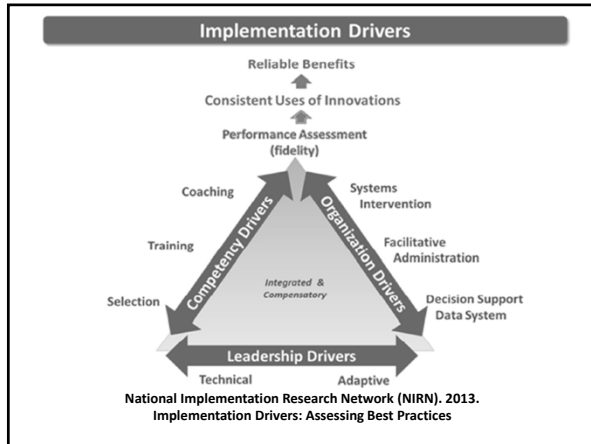 Implementation Drivers
Reliable Benefits
Consistent Uses of Innovations
Performance Assessment
(fidelity)
Coaching
Training
Selection
Competency Drivers
Organization Drivers
Systems
Intervention
Facilitative
Administration
Decision Support
Data System
Integrated &
Compensatory
Leadership Drivers
Technical
Adaptive
National Implementation Research Network (NIRN). 2013.
Implementation Drivers: Assessing Best Practices